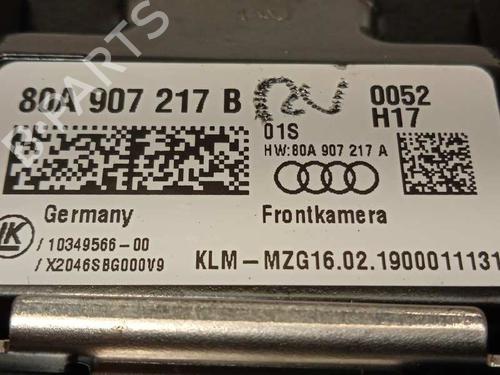 80A 907 217 B
0052
H17
01S
HW:80A 907 217 A
Germany
Frontkamera
/ 10349566-00
/X2046SBG000V9
KLM-MZG16.02.1900011131